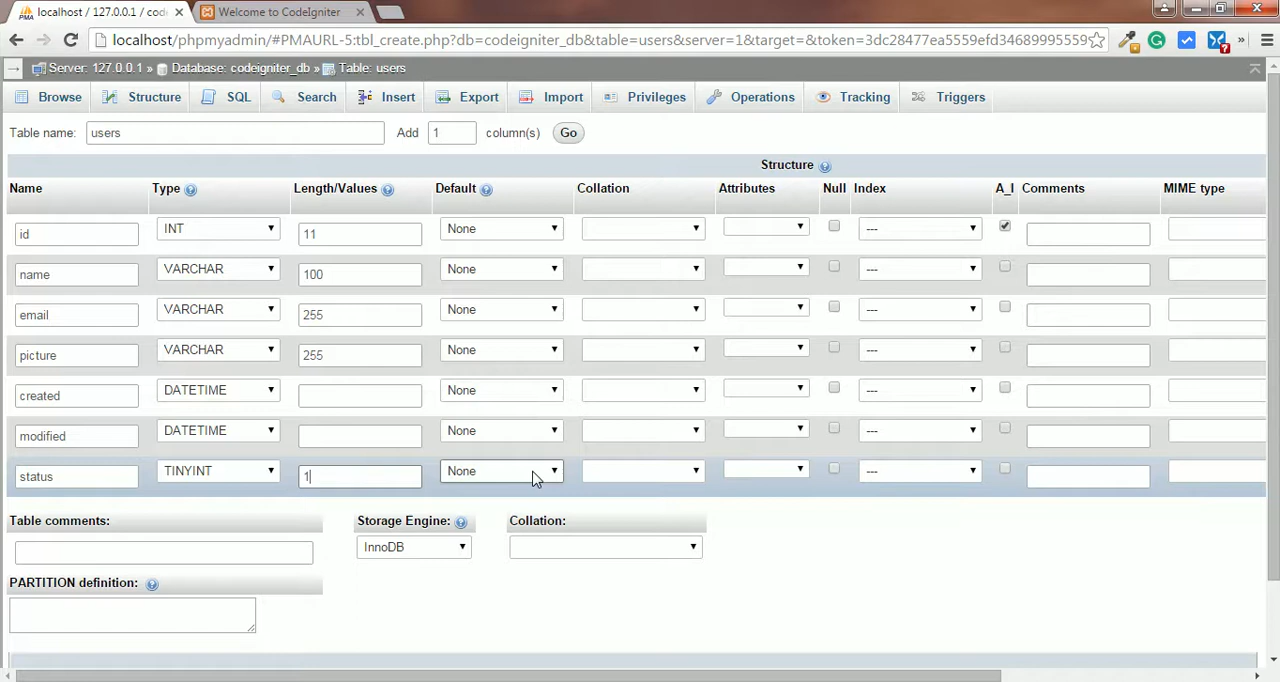 localhost / 127.0.0.1 / cod
Welcome to CodeIgniter
localhost/phpmyadmin/#PMAURL-5:tbl_create.php?db=codeigniter_db&table=users&server=1&target=&token=3dc28477ea5559efd34689995559
Server: 127.0.0.1 » Database: codeigniter_db » Table: users
Browse Structure SQL Search Insert Export Import Privileges Operations Tracking Triggers
Table name: users Add 1 column(s) Go
Structure
Name Type Length/Values Default Collation Attributes Null Index A_I Comments MIME type
id INT 11 None ---
name VARCHAR 100 None ---
email VARCHAR 255 None ---
picture VARCHAR 255 None ---
created DATETIME None ---
modified DATETIME None ---
status TINYINT 1 None ---
Table comments: Storage Engine: Collation:
InnoDB
PARTITION definition: